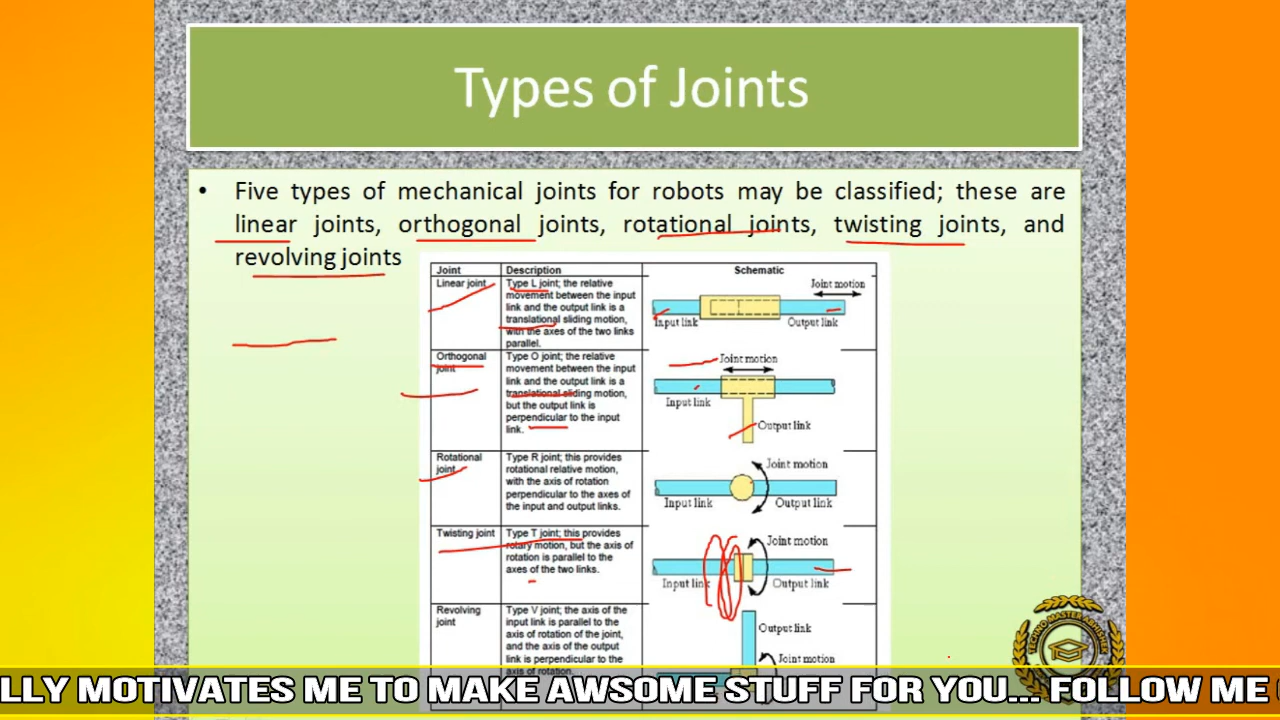 Types of Joints
• Five types of mechanical joints for robots may be classified; these are
linear joints, orthogonal joints, rotational joints, twisting joints, and
revolving joints
Joint Description Schematic
Linear joint
Type L joint; the relative
movement between the input
link and the output link is a
translational sliding motion,
with the axes of the two links
parallel.
Joint motion
Input link
Output link
Orthogonal
joint
Type O joint; the relative
movement between the input
link and the output link is a
translational sliding motion,
but the output link is
perpendicular to the input
link.
Joint motion
Input link
Output link
Rotational
joint
Type R joint; this provides
rotational relative motion,
with the axis of rotation
perpendicular to the axes of
the input and output links.
Joint motion
Input link
Output link
Twisting joint
Type T joint; this provides
rotary motion, but the axis of
rotation is parallel to the
axes of the two links.
Joint motion
Input link
Output link
Revolving
joint
Type V joint; the axis of the
input link is parallel to the
axis of rotation of the joint,
and the axis of the output
link is perpendicular to the
axis of rotation.
Output link
Joint motion
TECHNO MASTER ABHISHEK
LLY MOTIVATES ME TO MAKE AWSOME STUFF FOR YOU... FOLLOW ME